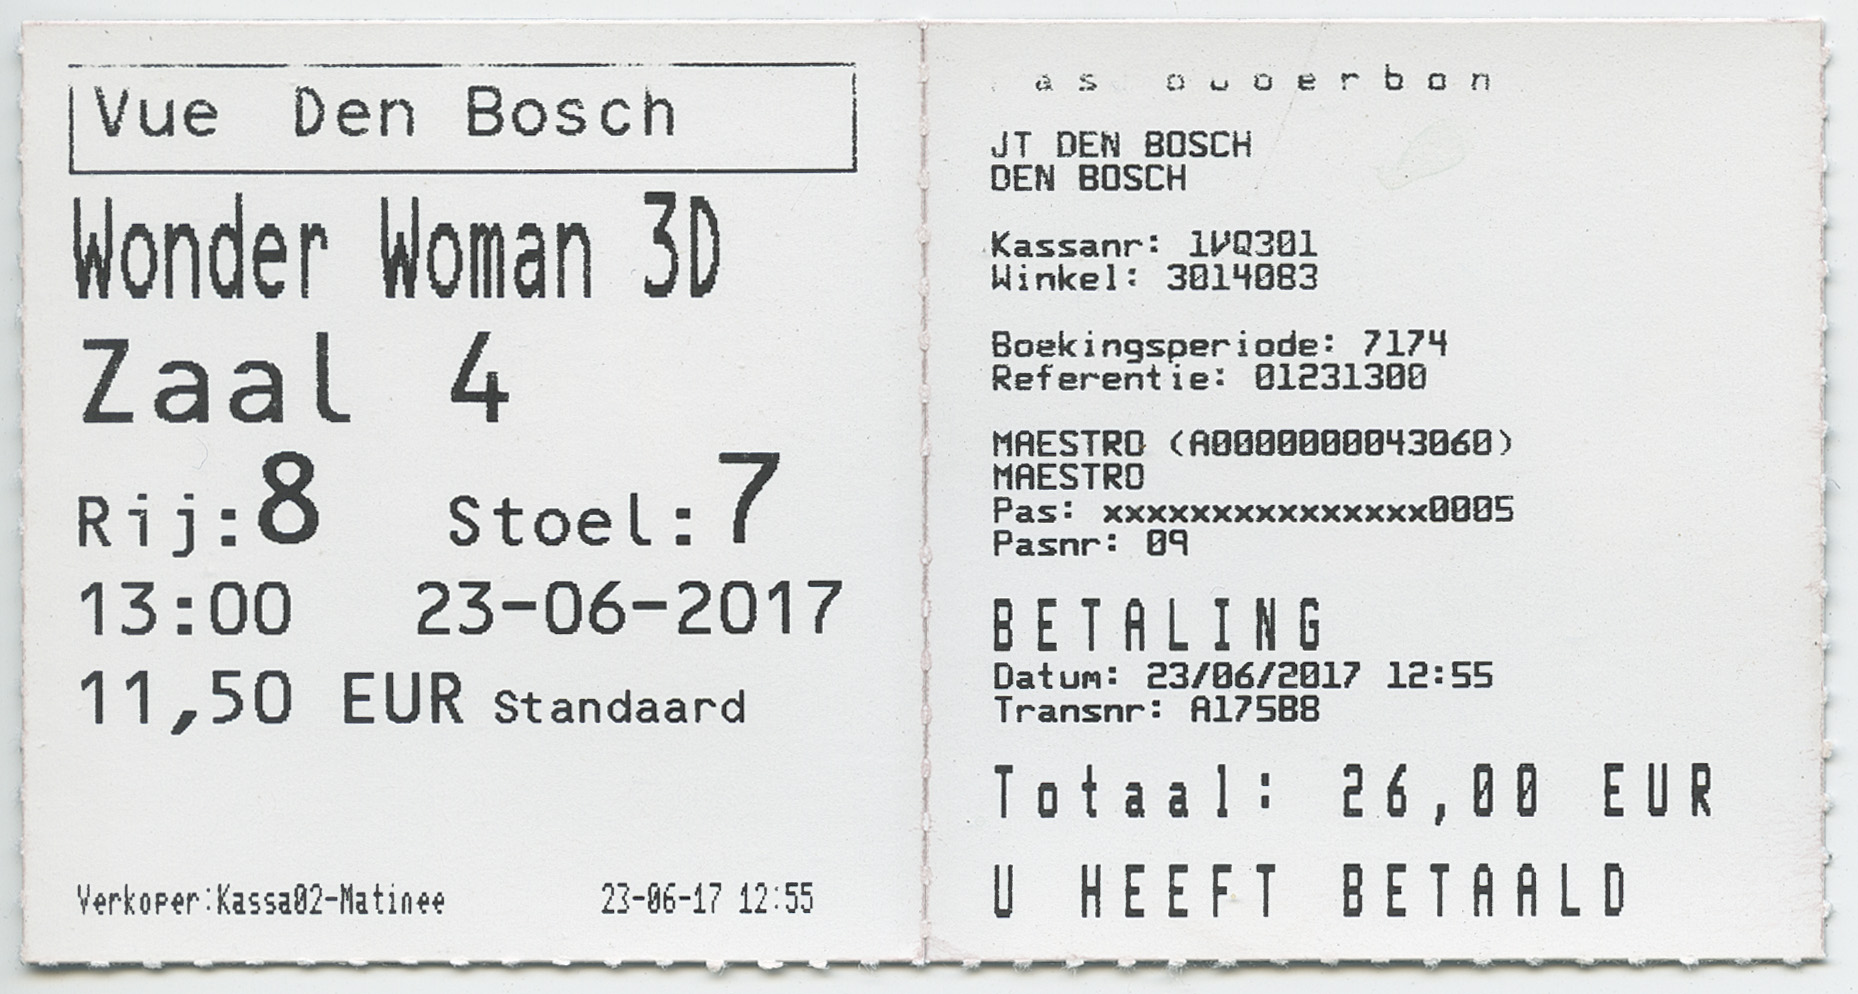 Vue Den Bosch
Wonder Woman 3D
Zaal 4
Rij:8 Stoel:7
13:00 23-06-2017
11,50 EUR Standaard
Verkoper:Kassa02-Matinee 23-06-17 12:55
JT DEN BOSCH
DEN BOSCH
Kassanr: 1VQ301
Winkel: 3014083
Boekingsperiode: 7174
Referentie: 01231300
MAESTRO (A0000000043060)
MAESTRO
Pas: xxxxxxxxxxxxxxx0005
Pasnr: 09
BETALING
Datum: 23/06/2017 12:55
Transnr: A175B8
Totaal: 26,00 EUR
U HEEFT BETAALD